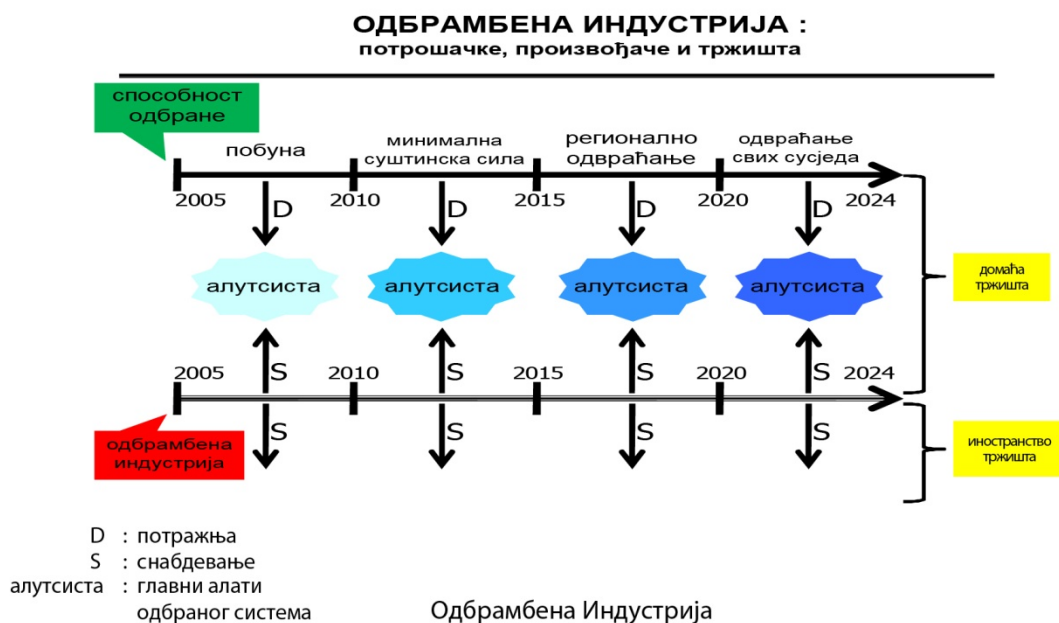 ОДБРАМБЕНА ИНДУСТРИЈА :
потрошачке, произвођаче и тржишта
способност
одбране
побуна
минимална
суштинска сила
регионално
одвраћање
одвраћање
свих сусједа
2005
2010
2015
2020
2024
D
D
D
D
алутсиста
алутсиста
алутсиста
алутсиста
домаћа
тржишта
S
S
S
S
2005
2010
2015
2020
2024
одбрамбена
индустрија
S
S
S
S
иностранство
тржишта
D : потражња
S : снабдевање
алутсиста : главни алати
одбраног система
Одбрамбена Индустрија